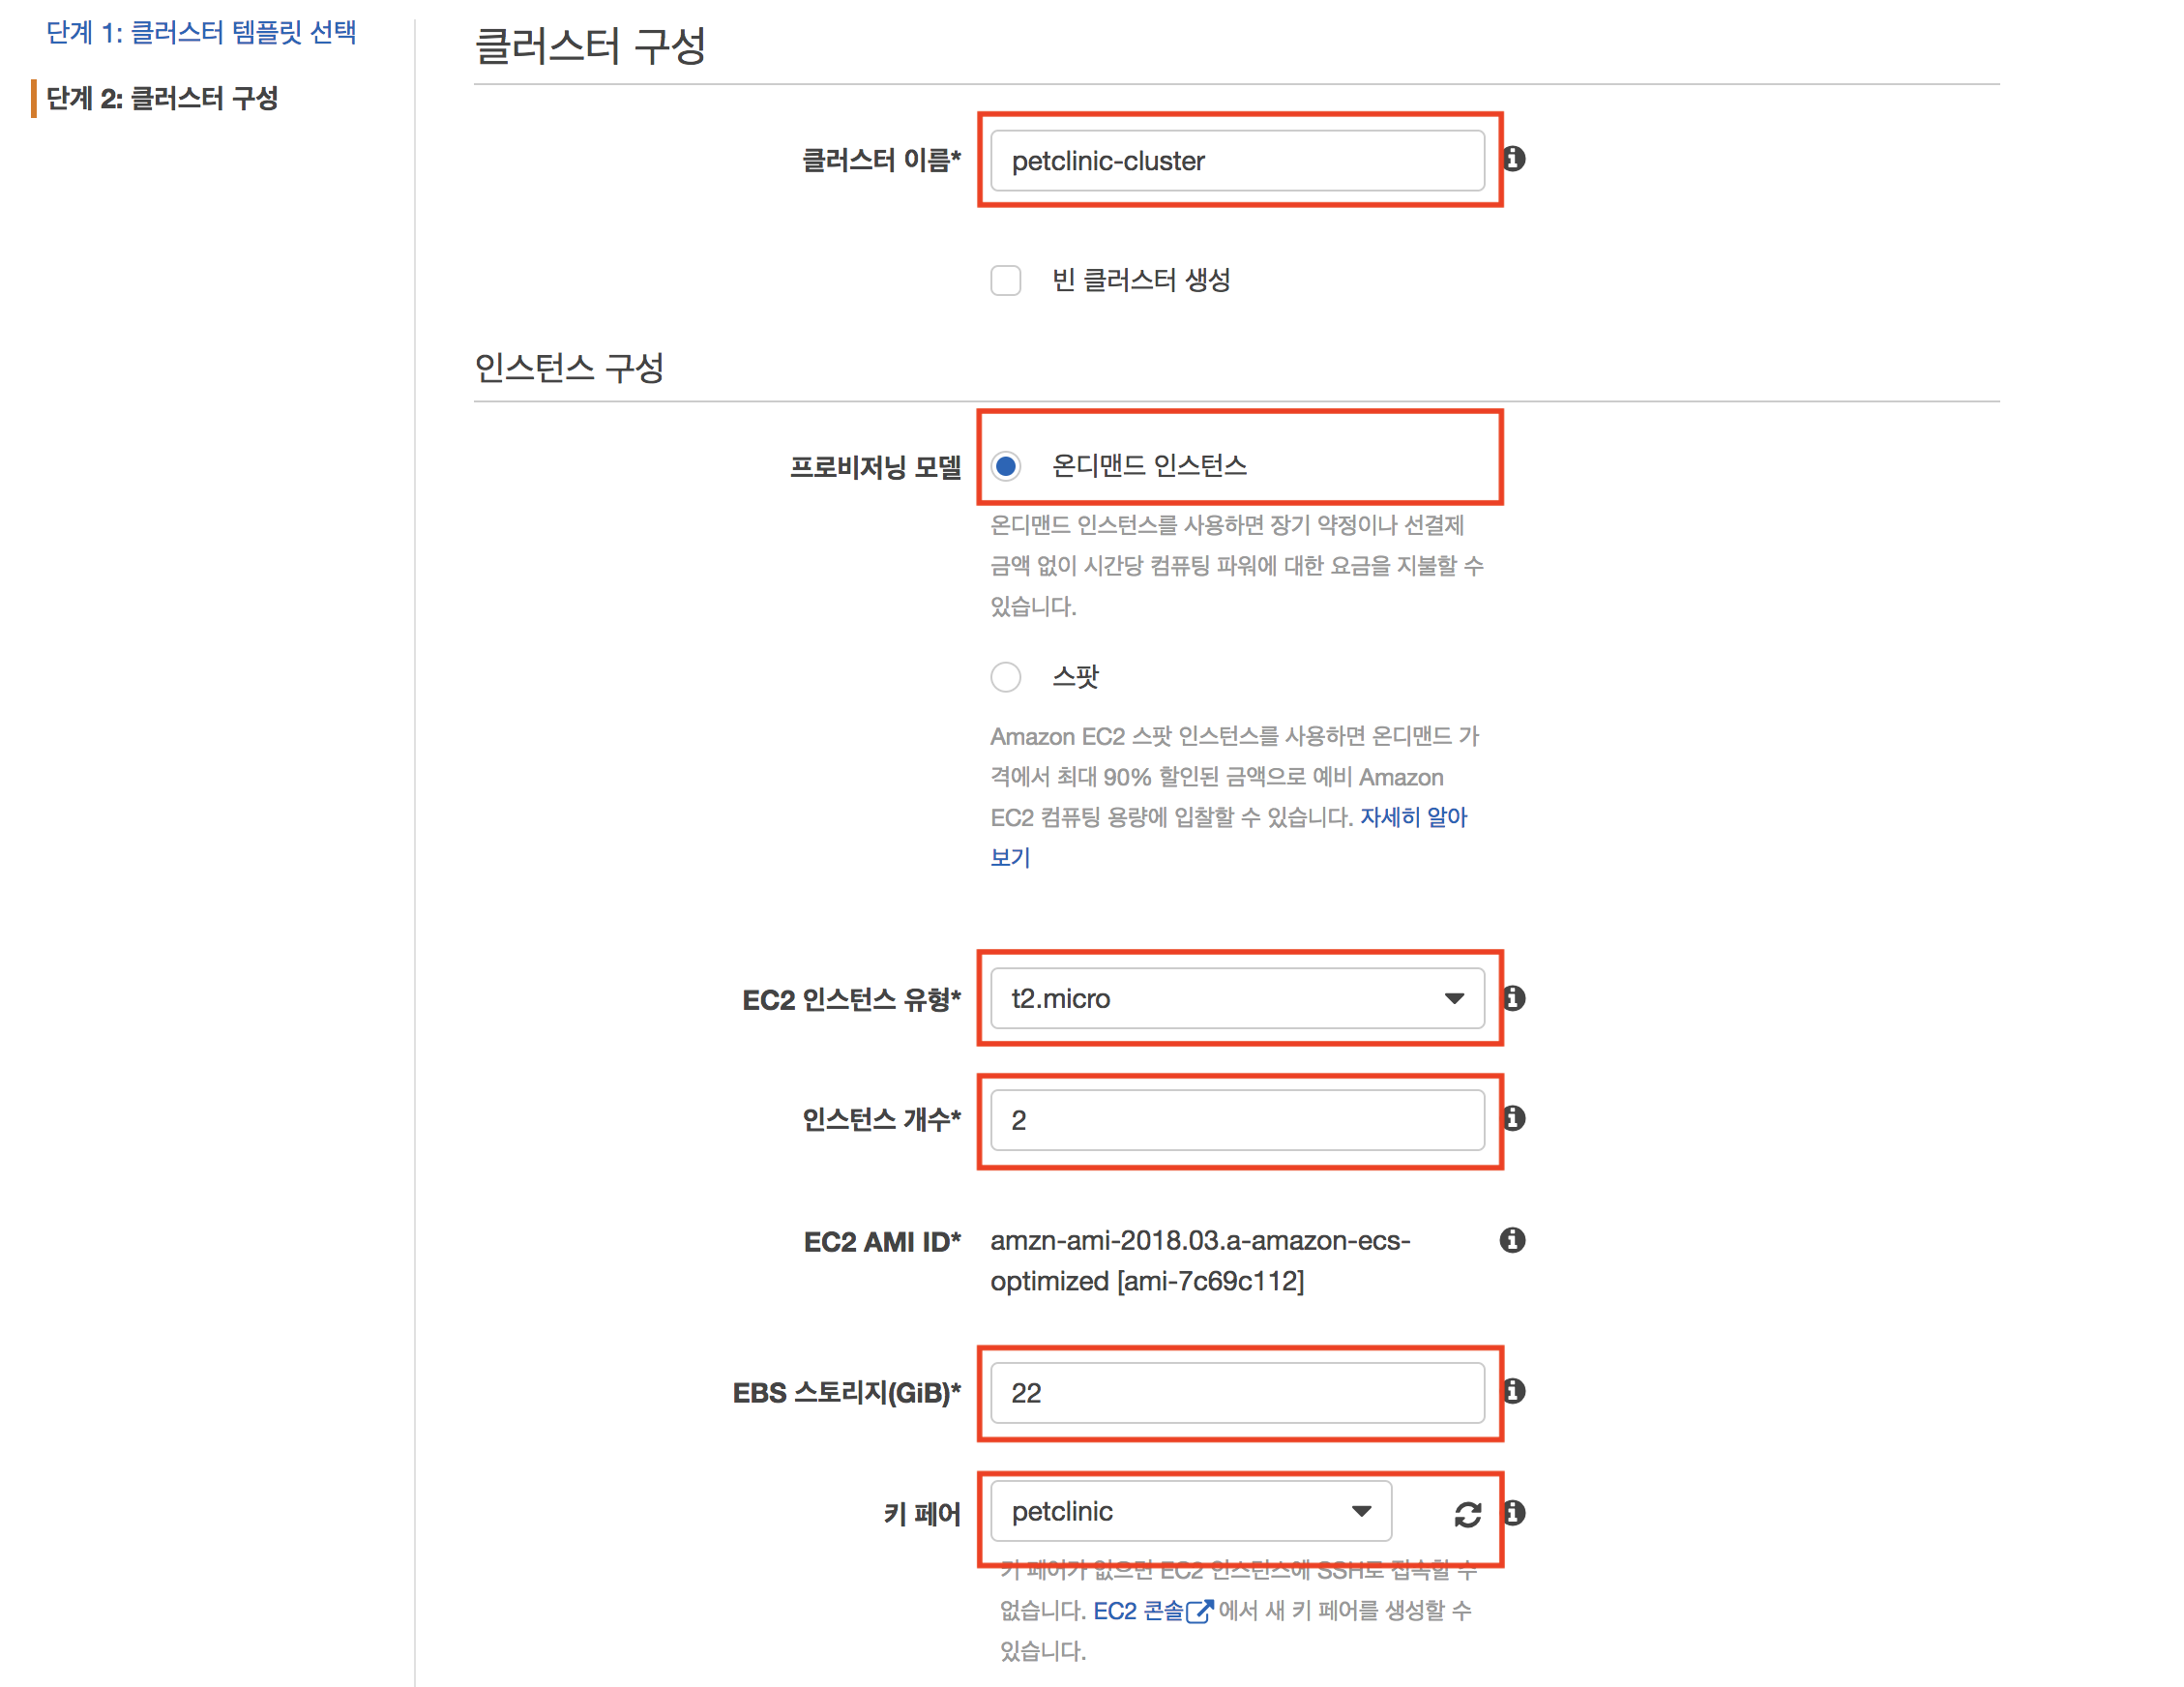 단계 1: 클러스터 템플릿 선택
단계 2: 클러스터 구성
클러스터 구성
클러스터 이름* petclinic-cluster
빈 클러스터 생성
인스턴스 구성
프로비저닝 모델 온디맨드 인스턴스
온디맨드 인스턴스를 사용하면 장기 약정이나 선결제
금액 없이 시간당 컴퓨팅 파워에 대한 요금을 지불할 수
있습니다.
스팟
Amazon EC2 스팟 인스턴스를 사용하면 온디맨드 가
격에서 최대 90% 할인된 금액으로 예비 Amazon
EC2 컴퓨팅 용량에 입찰할 수 있습니다. 자세히 알아
보기
EC2 인스턴스 유형* t2.micro
인스턴스 개수* 2
EC2 AMI ID* amzn-ami-2018.03.a-amazon-ecs-
optimized [ami-7c69c112]
EBS 스토리지(GiB)* 22
키 페어 petclinic
키 페어가 없으면 EC2 인스턴스에 SSH로 접속할 수
없습니다. EC2 콘솔에서 새 키 페어를 생성할 수
있습니다.